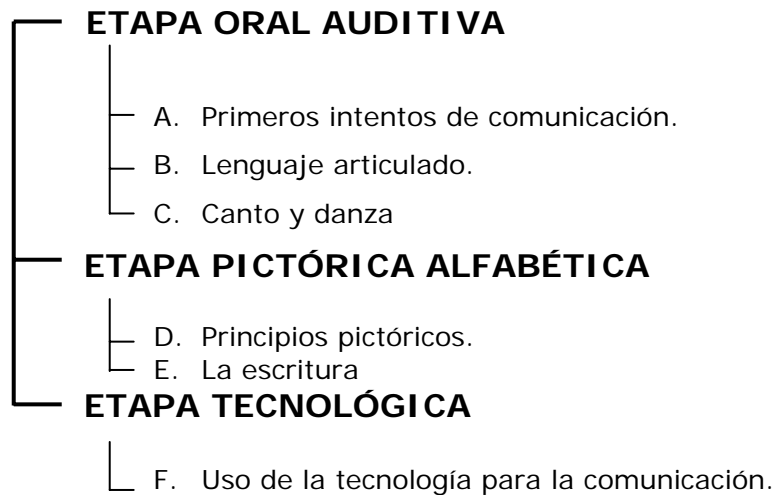 ETAPA ORAL AUDITIVA
A. Primeros intentos de comunicación.
B. Lenguaje articulado.
C. Canto y danza
ETAPA PICTÓRICA ALFABÉTICA
D. Principios pictóricos.
E. La escritura
ETAPA TECNOLÓGICA
F. Uso de la tecnología para la comunicación.